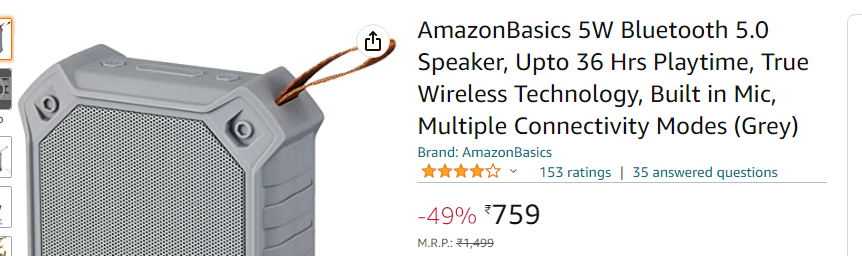 AmazonBasics 5W Bluetooth 5.0
Speaker, Upto 36 Hrs Playtime, True
Wireless Technology, Built in Mic,
Multiple Connectivity Modes (Grey)
Brand: AmazonBasics
153 ratings | 35 answered questions
-49% ₹759
M.R.P.: ₹1,499